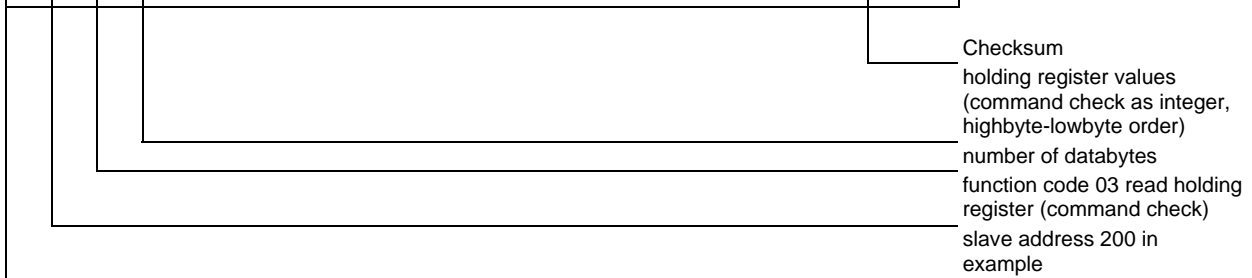 Checksum
holding register values
(command check as integer,
highbyte-lowbyte order)
number of databytes
function code 03 read holding
register (command check)
slave address 200 in
example